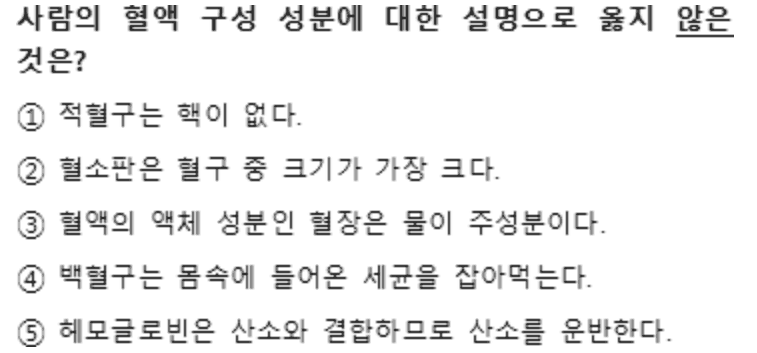 사람의 혈액 구성 성분에 대한 설명으로 옳지 않은
것은?
① 적혈구는 핵이 없다.
② 혈소판은 혈구 중 크기가 가장 크다.
③ 혈액의 액체 성분인 혈장은 물이 주성분이다.
④ 백혈구는 몸속에 들어온 세균을 잡아먹는다.
⑤ 헤모글로빈은 산소와 결합하므로 산소를 운반한다.